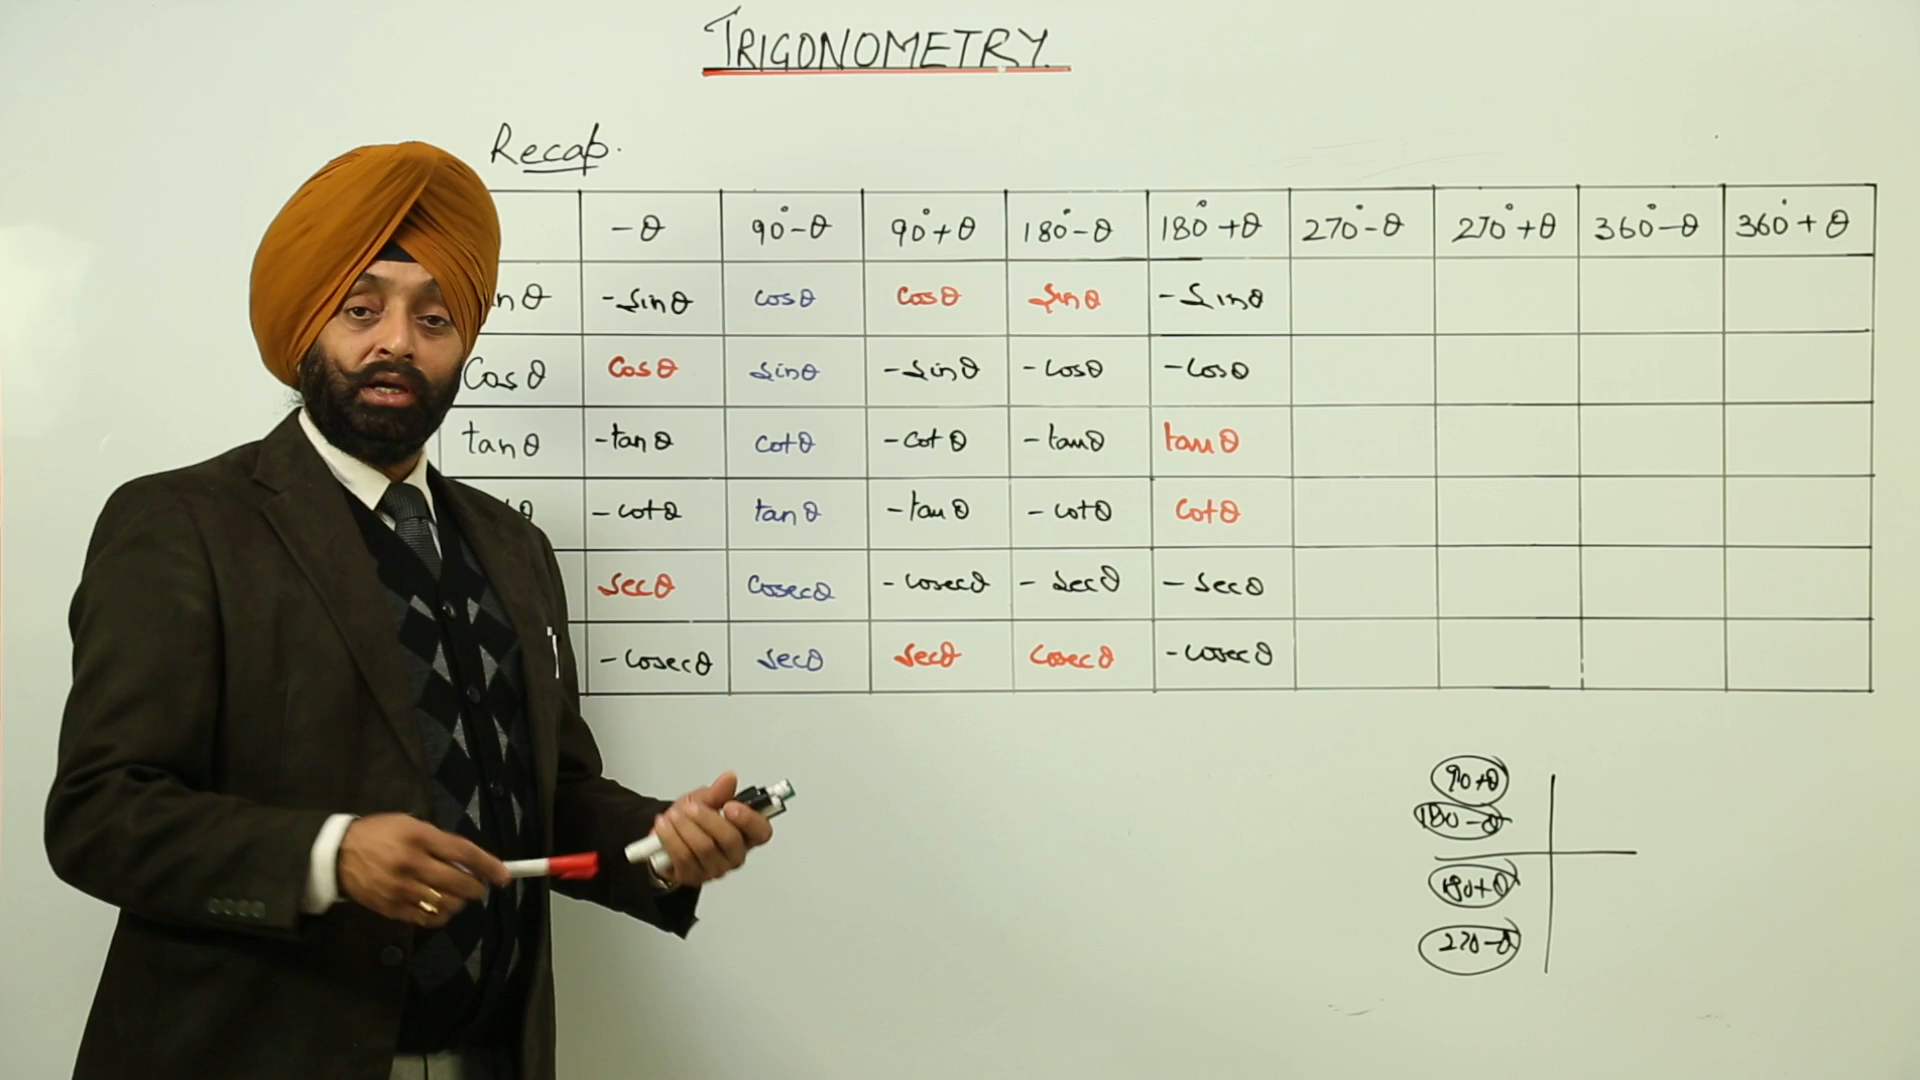 TRIGONOMETRY
Recap.
-θ 90°-θ 90°+θ 180°-θ 180°+θ 270°-θ 270°+θ 360°-θ 360°+θ
nθ -sinθ cosθ cosθ sinθ -sinθ
cosθ cosθ sinθ -sinθ -cosθ -cosθ
tanθ -tanθ cotθ -cotθ -tanθ tanθ
θ -cotθ tanθ -tanθ -cotθ cotθ
secθ cosecθ -cosecθ -secθ -secθ
-cosecθ secθ secθ cosecθ -cosecθ
90+θ
180-θ
180+θ
270-θ